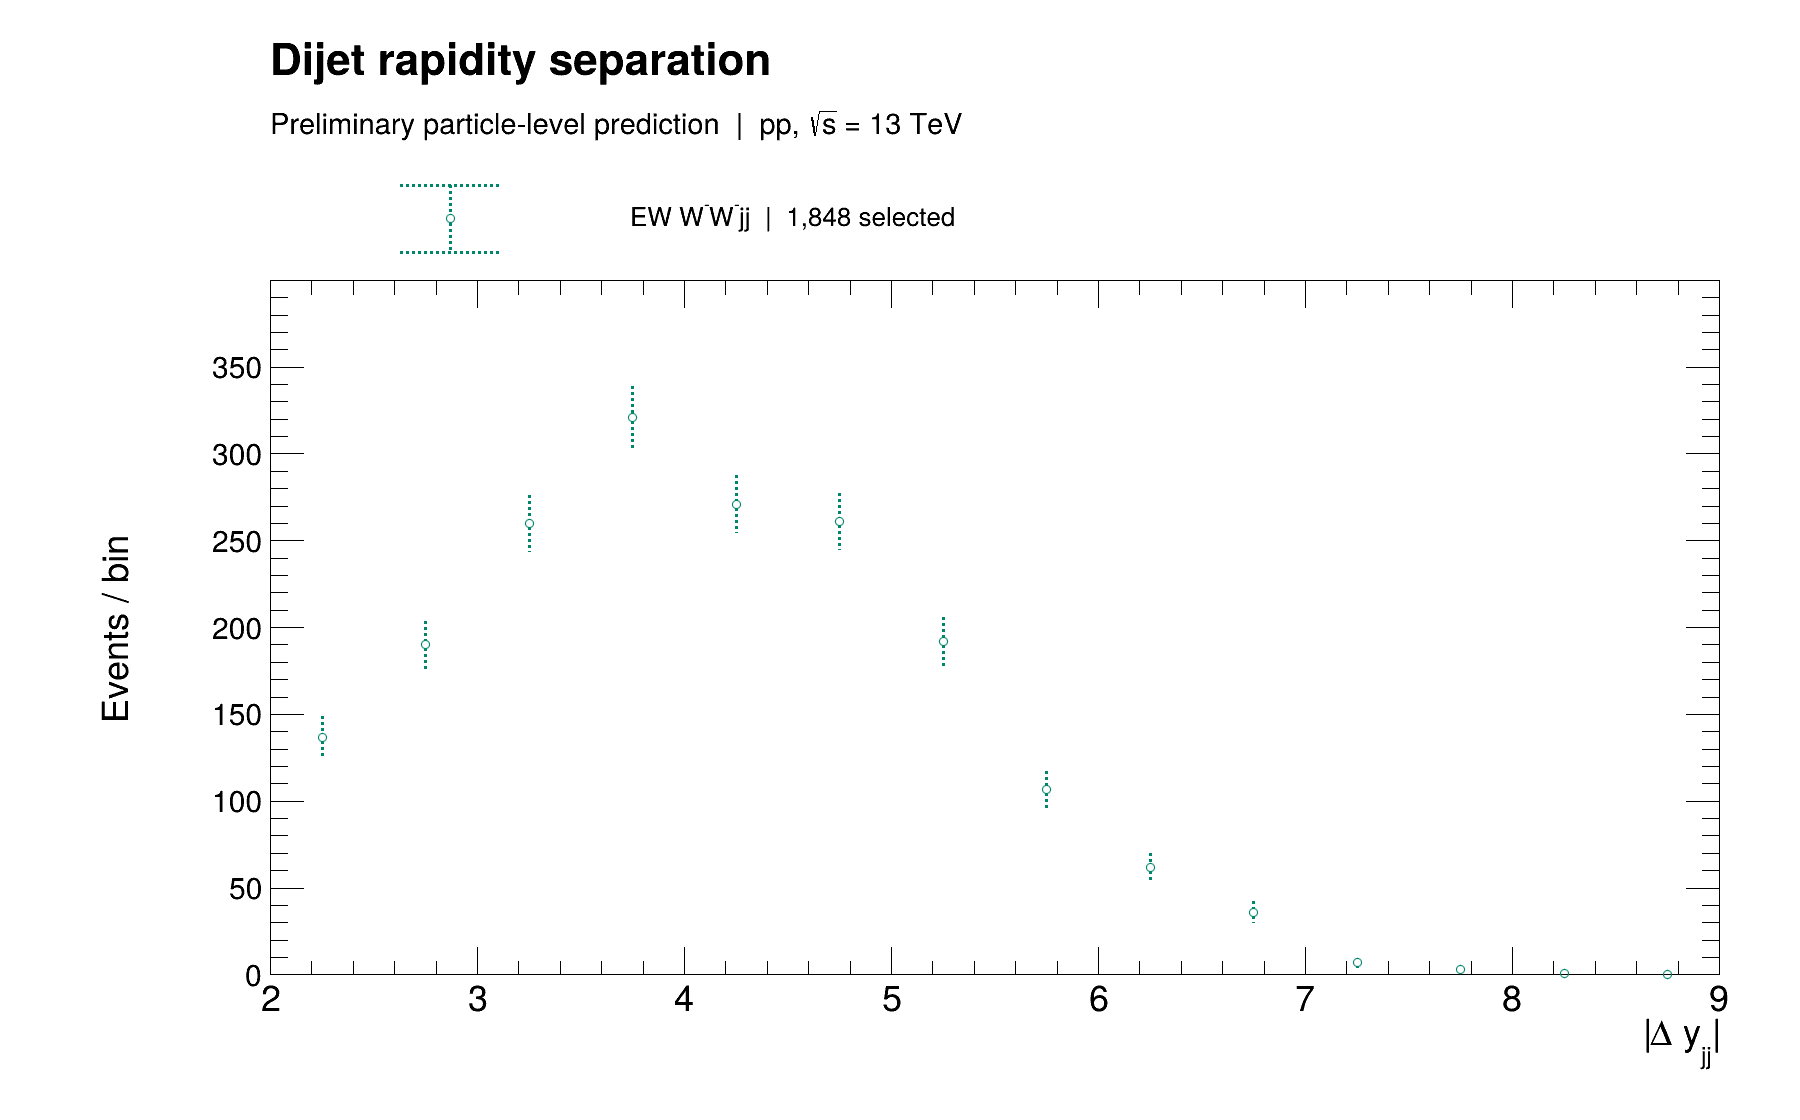 Dijet rapidity separation
Preliminary particle-level prediction | pp, √s = 13 TeV
EW W⁻W⁻jj | 1,848 selected
350
300
250
200
150
100
50
0
Events / bin
2 3 4 5 6 7 8 9
|Δ y_jj|